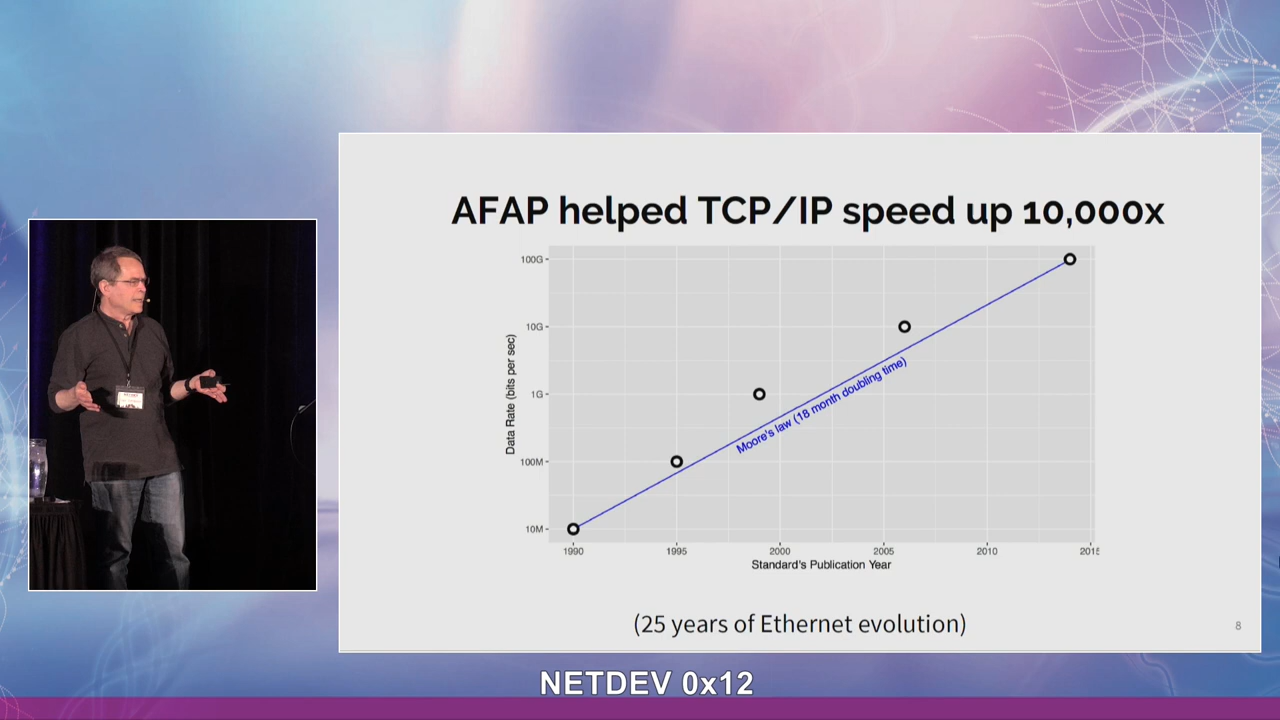 AFAP helped TCP/IP speed up 10,000x
100G
10G
1G
100M
10M
Data Rate (bits per sec)
Moore's law (18 month doubling time)
1990
1995
2000
2005
2010
2015
Standard's Publication Year
(25 years of Ethernet evolution)
8
NETDEV 0x12